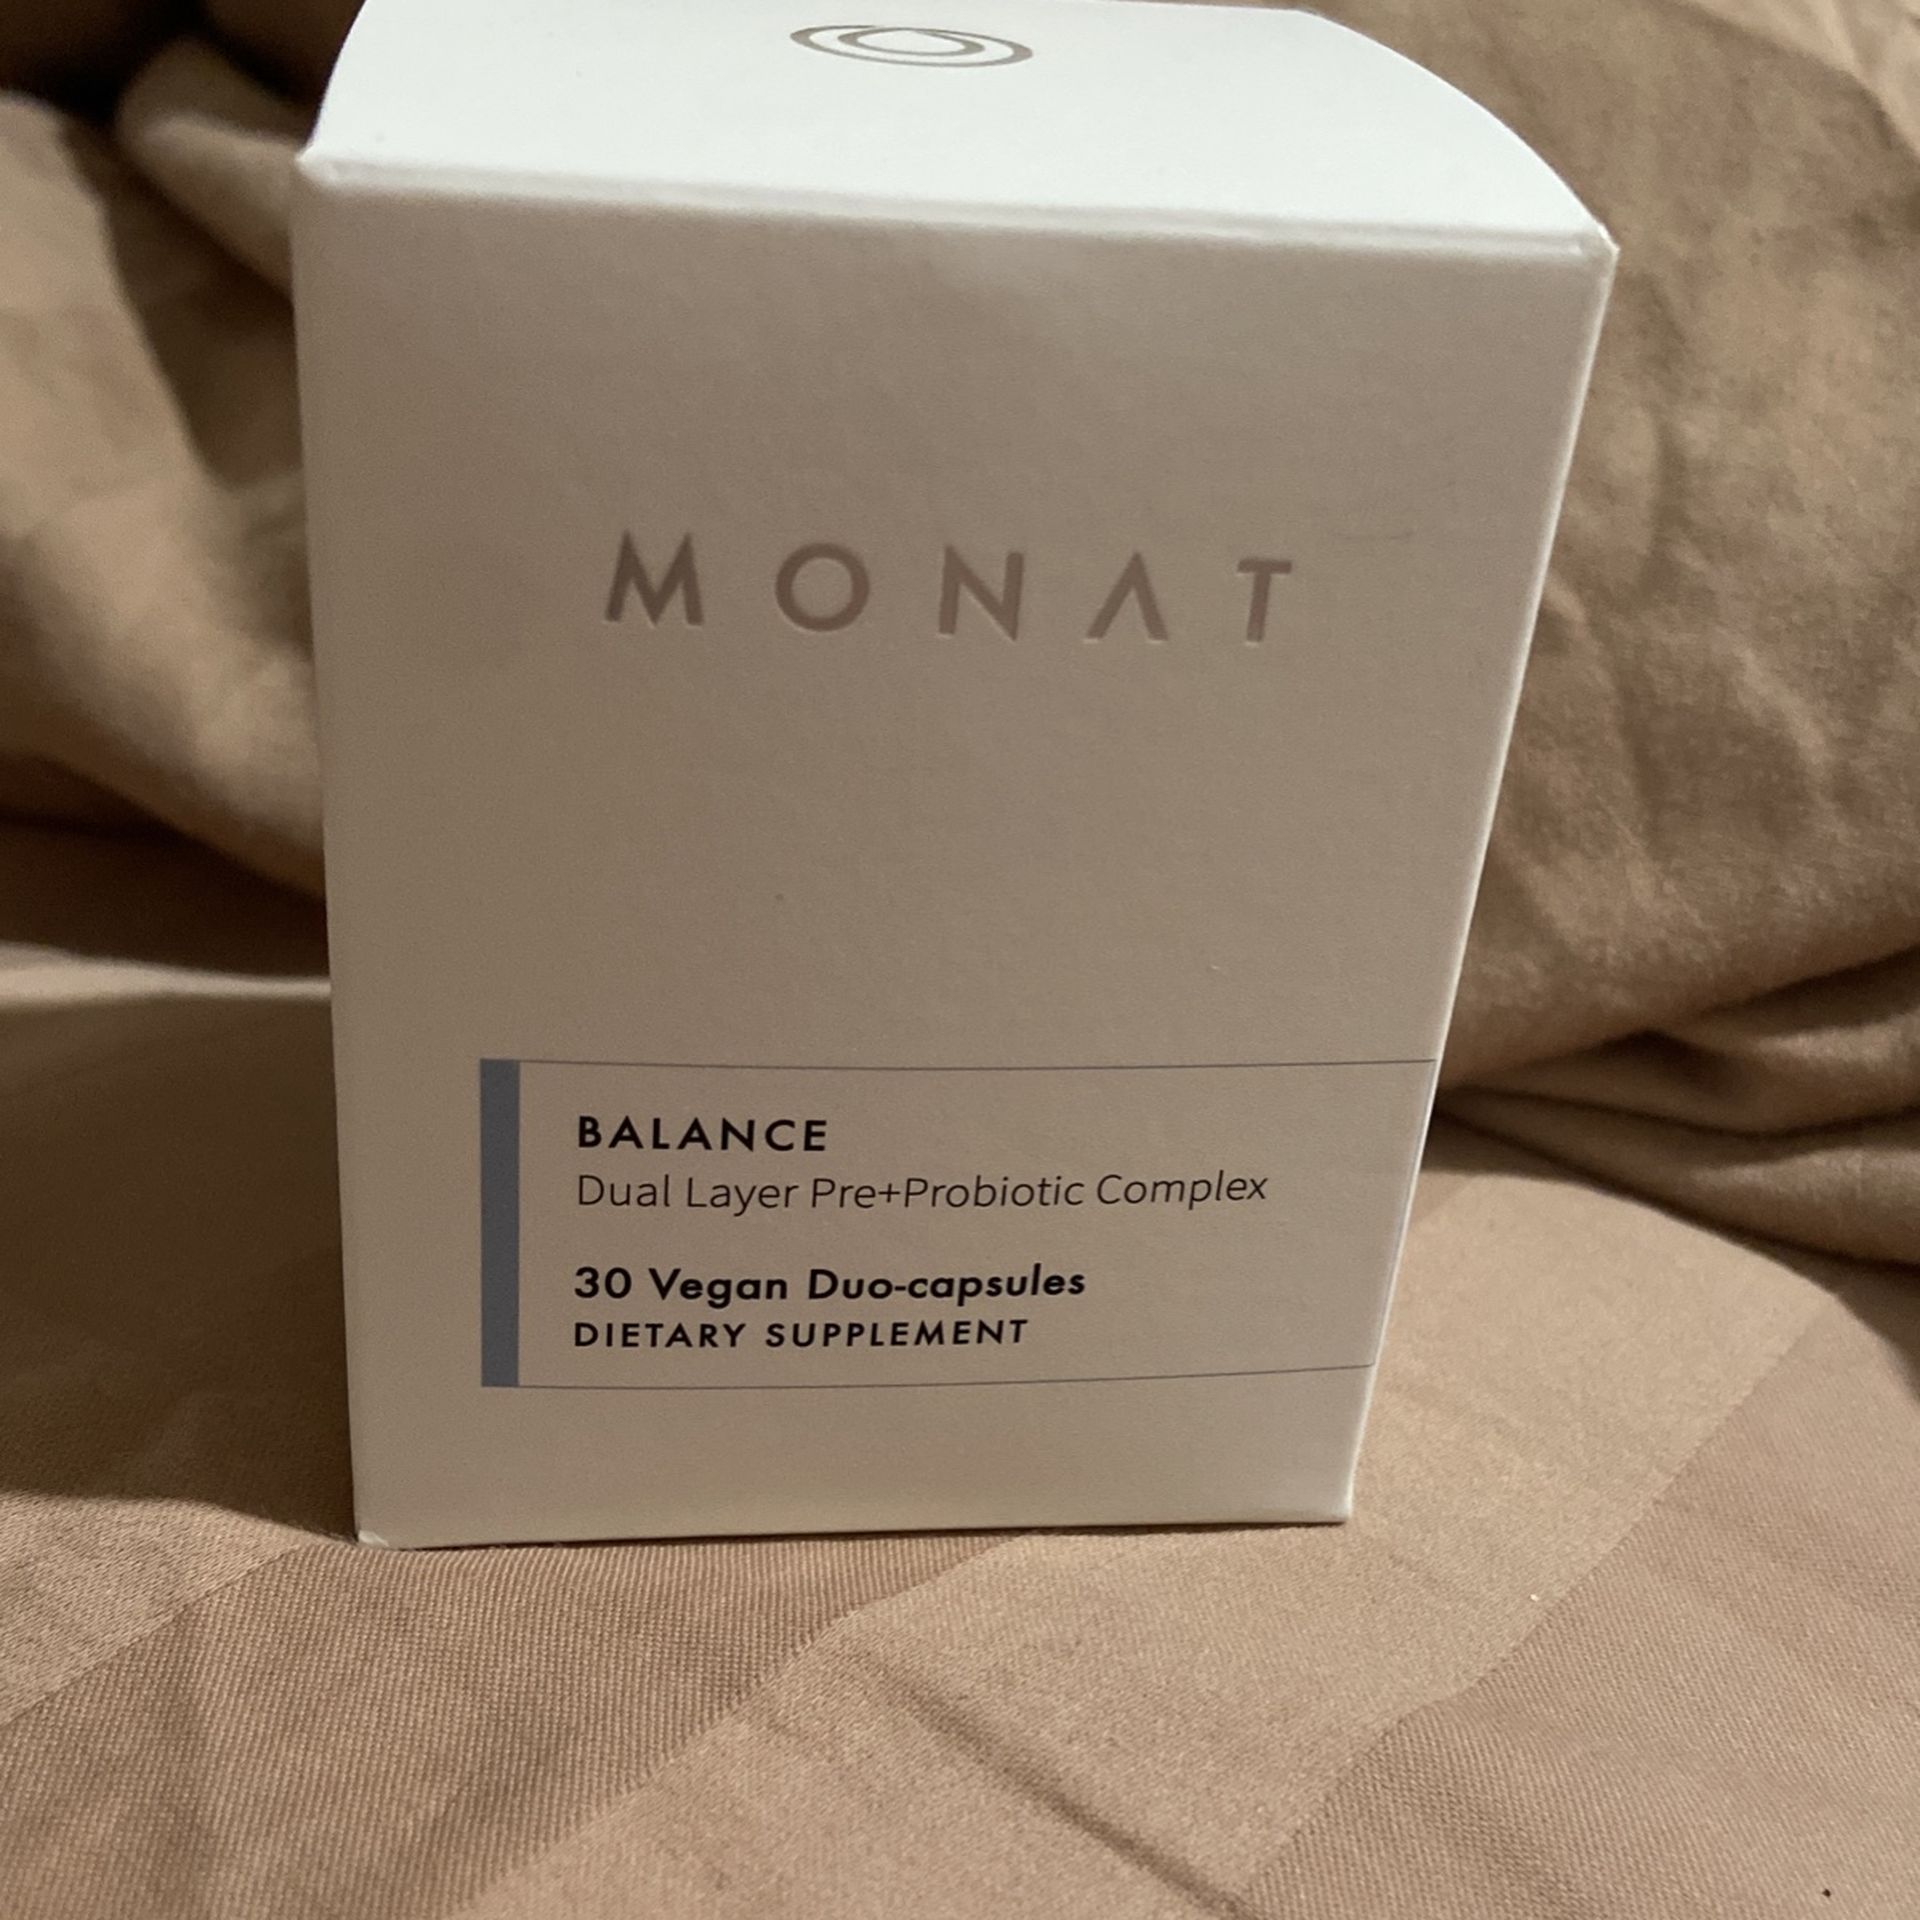 MONAT
BALANCE
Dual Layer Pre+Probiotic Complex
30 Vegan Duo-capsules
DIETARY SUPPLEMENT